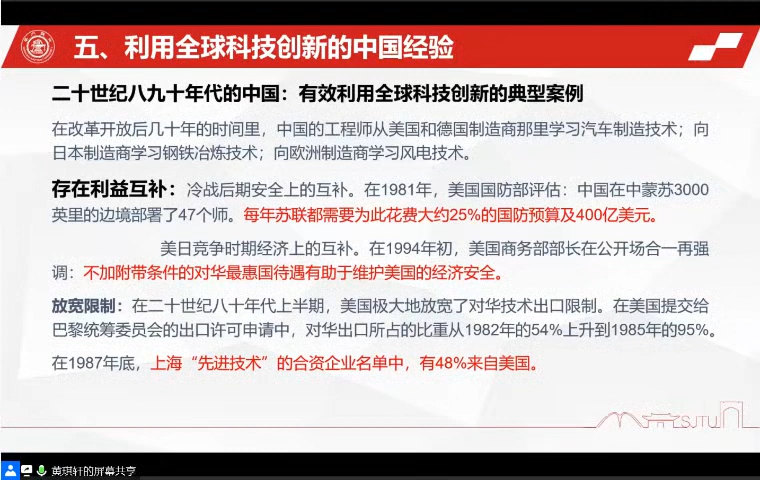 五、利用全球科技创新的中国经验
二十世纪八九十年代的中国：有效利用全球科技创新的典型案例
在改革开放后几十年的时间里，中国的工程师从美国和德国制造商那里学习汽车制造技术；向
日本制造商学习钢铁冶炼技术；向欧洲制造商学习风电技术。
存在利益互补：冷战后期安全上的互补。在1981年，美国国防部评估：中国在中蒙苏3000
英里的边境部署了47个师。每年苏联都需要为此花费大约25%的国防预算及400亿美元。
美日竞争时期经济上的互补。在1994年初，美国商务部部长在公开场合一再强
调：不加附带条件的对华最惠国待遇有助于维护美国的经济安全。
放宽限制：在二十世纪八十年代上半期，美国极大地放宽了对华技术出口限制。在美国提交给
巴黎统筹委员会的出口许可申请中，对华出口所占的比重从1982年的54%上升到1985年的95%。
在1987年底，上海“先进技术”的合资企业名单中，有48%来自美国。
SJTU
黄琪轩的屏幕共享